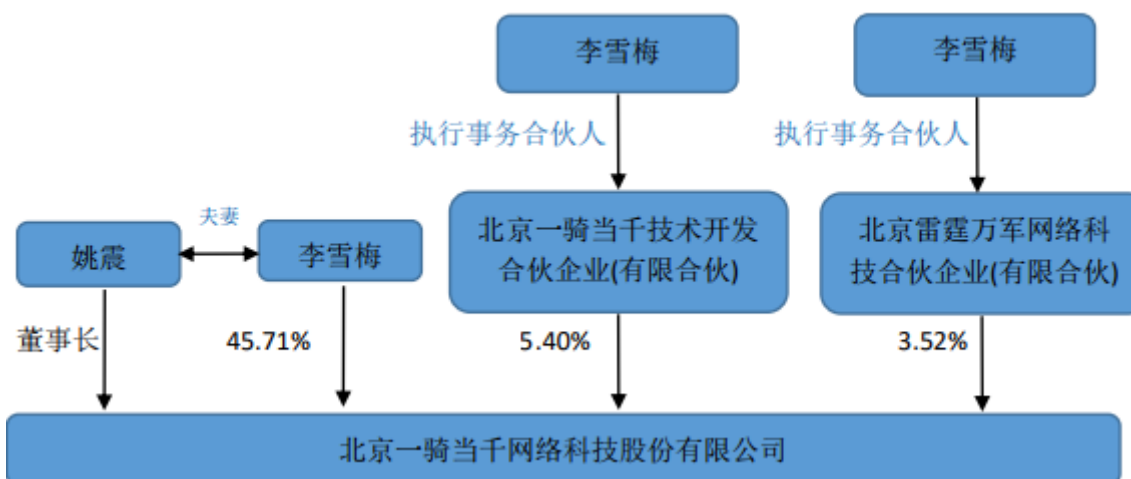 李雪梅
李雪梅
执行事务合伙人
执行事务合伙人
夫妻
姚震
李雪梅
北京一骑当千技术开发
合伙企业(有限合伙)
北京雷霆万军网络科
技合伙企业(有限合伙)
董事长
45.71%
5.40%
3.52%
北京一骑当千网络科技股份有限公司